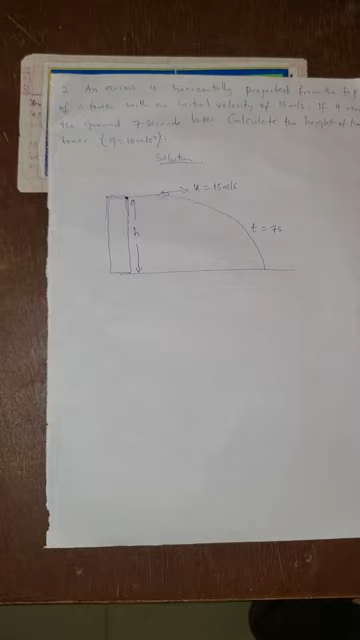 2. An arrow is horizontally projected from the top
of a tower with an initial velocity of 15m/s. If it
the ground 7-seconds later. Calculate the height of the
tower (g = 10m/s²).
Solution
u = 15m/s
h
t = 7s